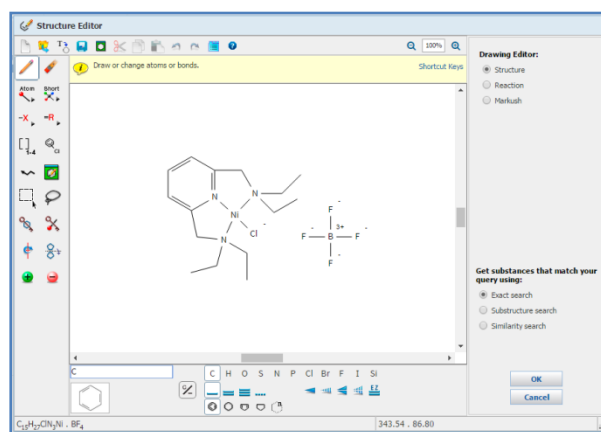 Structure Editor
100%
Draw or change atoms or bonds.
Shortcut Keys
Drawing Editor:
Structure
Reaction
Markush
Atom
Short
-X
=R
N
N
Ni
Cl
-
N
F
-
3+
F
-
B
F
-
F
-
Get substances that match your
query using:
Exact search
Substructure search
Similarity search
C
C H O S N P Cl Br F I Si
EZ
OK
Cancel
C15H27ClN3Ni . BF4
343.54 . 86.80